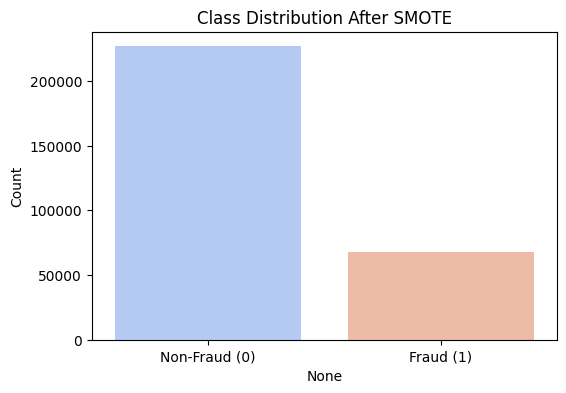 Class Distribution After SMOTE
Count
200000
150000
100000
50000
0
Non-Fraud (0) Fraud (1)
None